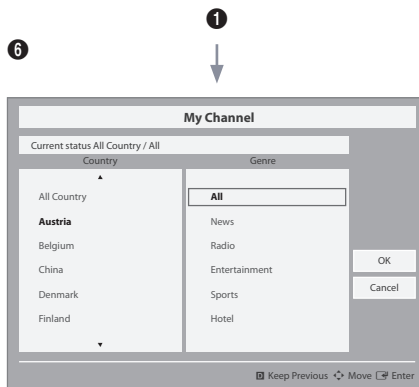 ❶
❻
My Channel
Current status All Country / All
Country Genre
▲
All Country All
Austria News
Belgium Radio
China Entertainment
Denmark Sports
Finland Hotel
▼
OK
Cancel
D Keep Previous Move Enter